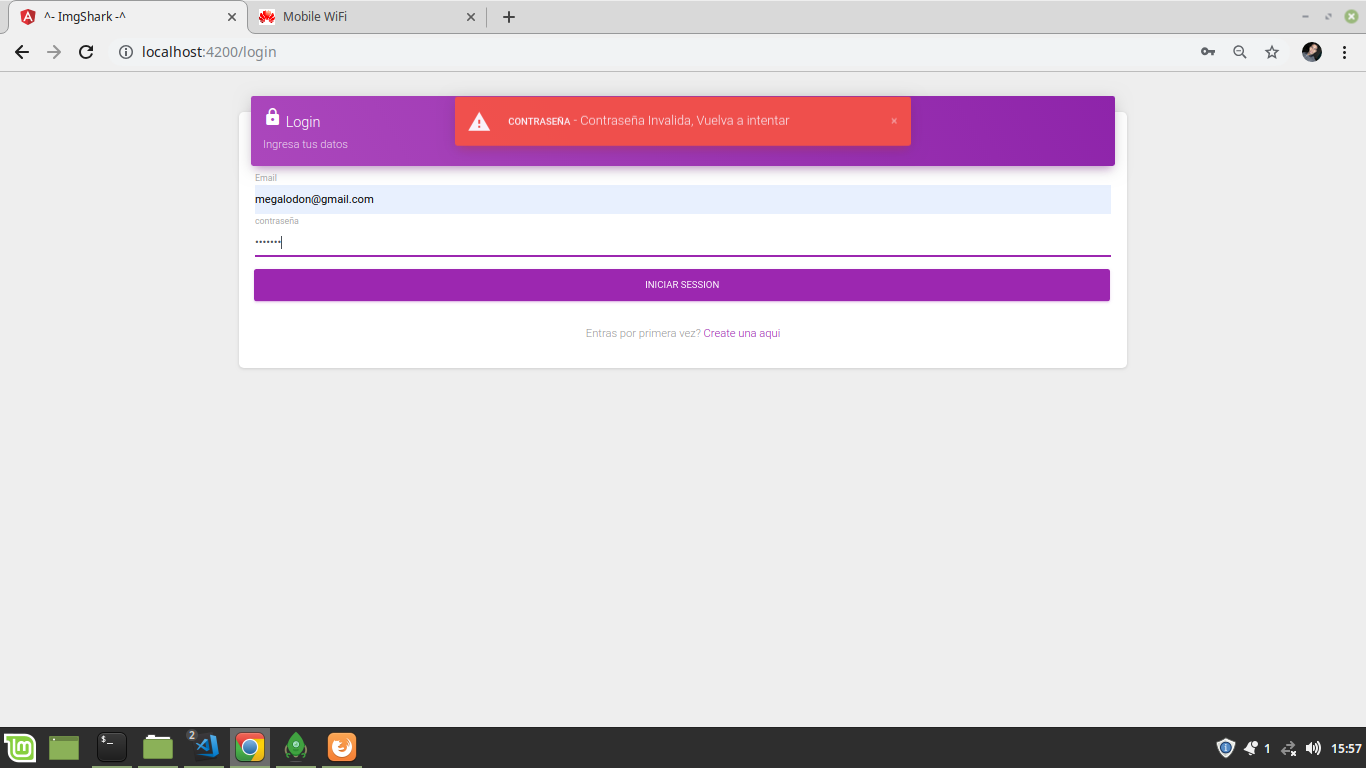 ^- ImgShark -^
Mobile WiFi
localhost:4200/login
CONTRASEÑA - Contraseña Invalida, Vuelva a intentar
Login
Ingresa tus datos
Email
megalodon@gmail.com
contraseña
INICIAR SESSION
Entras por primera vez? Create una aqui
2
$_
1
15:57